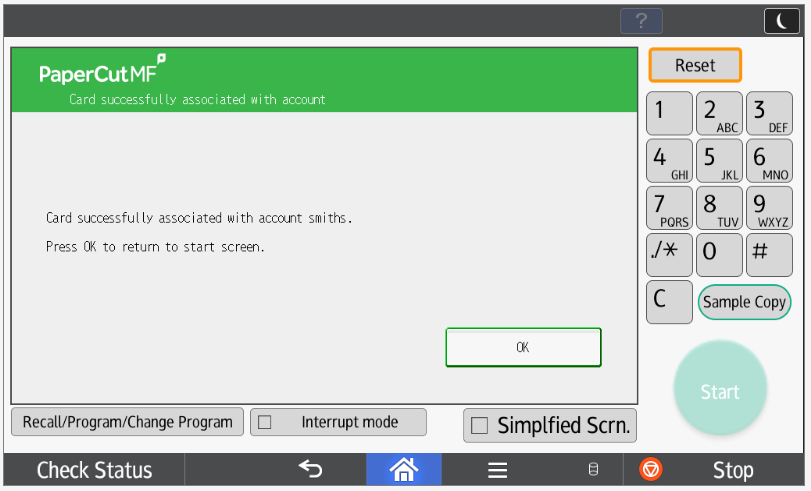 ?
PaperCut MF
Card successfully associated with account
Card successfully associated with account smiths.
Press OK to return to start screen.
OK
Recall/Program/Change Program
Interrupt mode
Simplfied Scrn.
Reset
1
2 ABC
3 DEF
4 GHI
5 JKL
6 MNO
7 PQRS
8 TUV
9 WXYZ
./*
0
#
C
Sample Copy
Start
Check Status
Stop